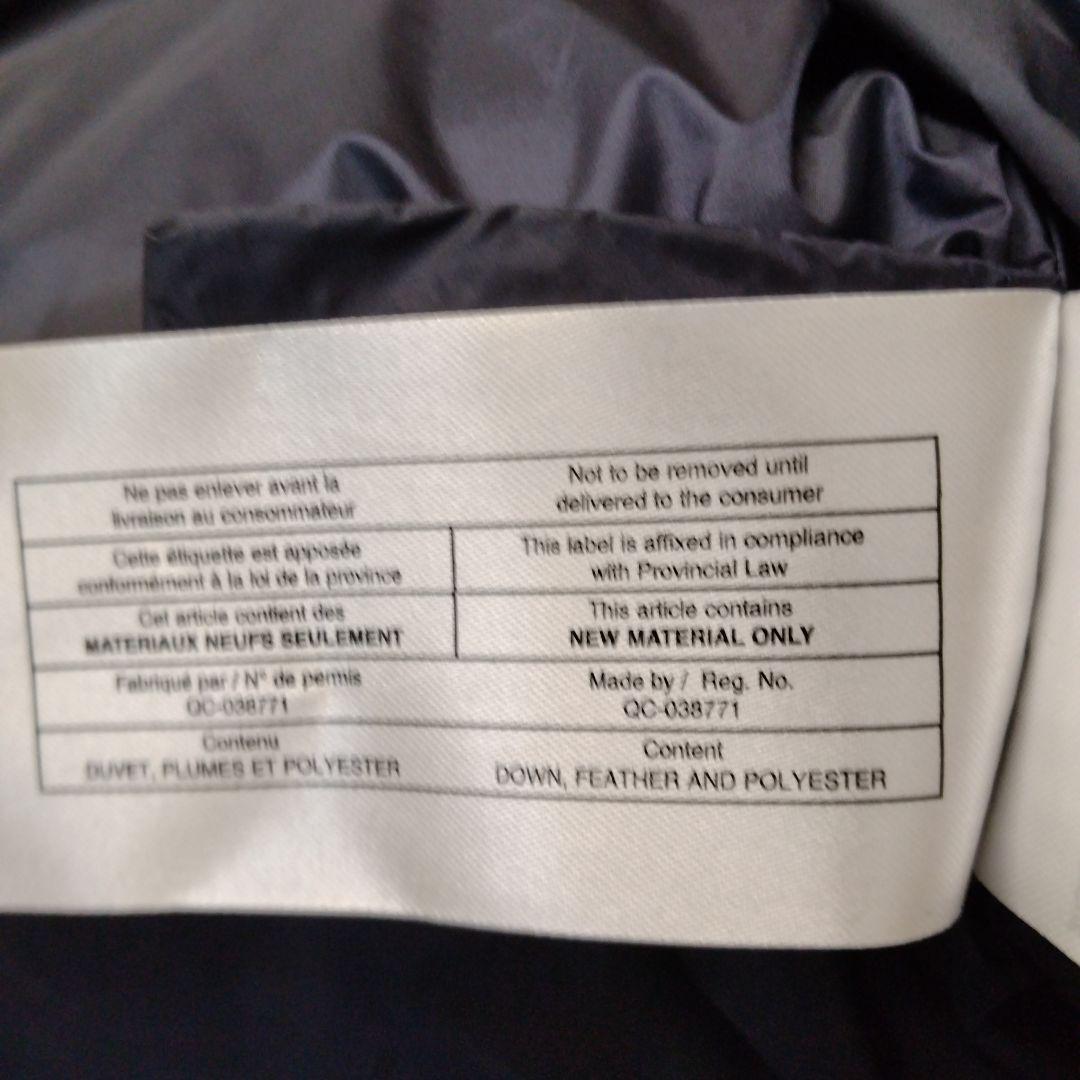 Ne pas enlever avant la
livraison au consommateur
Not to be removed until
delivered to the consumer
Cette étiquette est apposée
conformément à la loi de la province
This label is affixed in compliance
with Provincial Law
Cet article contient des
MATERIAUX NEUFS SEULEMENT
This article contains
NEW MATERIAL ONLY
Fabriqué par / N° de permis
QC-038771
Made by / Reg. No.
QC-038771
Contenu
DUVET, PLUMES ET POLYESTER
Content
DOWN, FEATHER AND POLYESTER